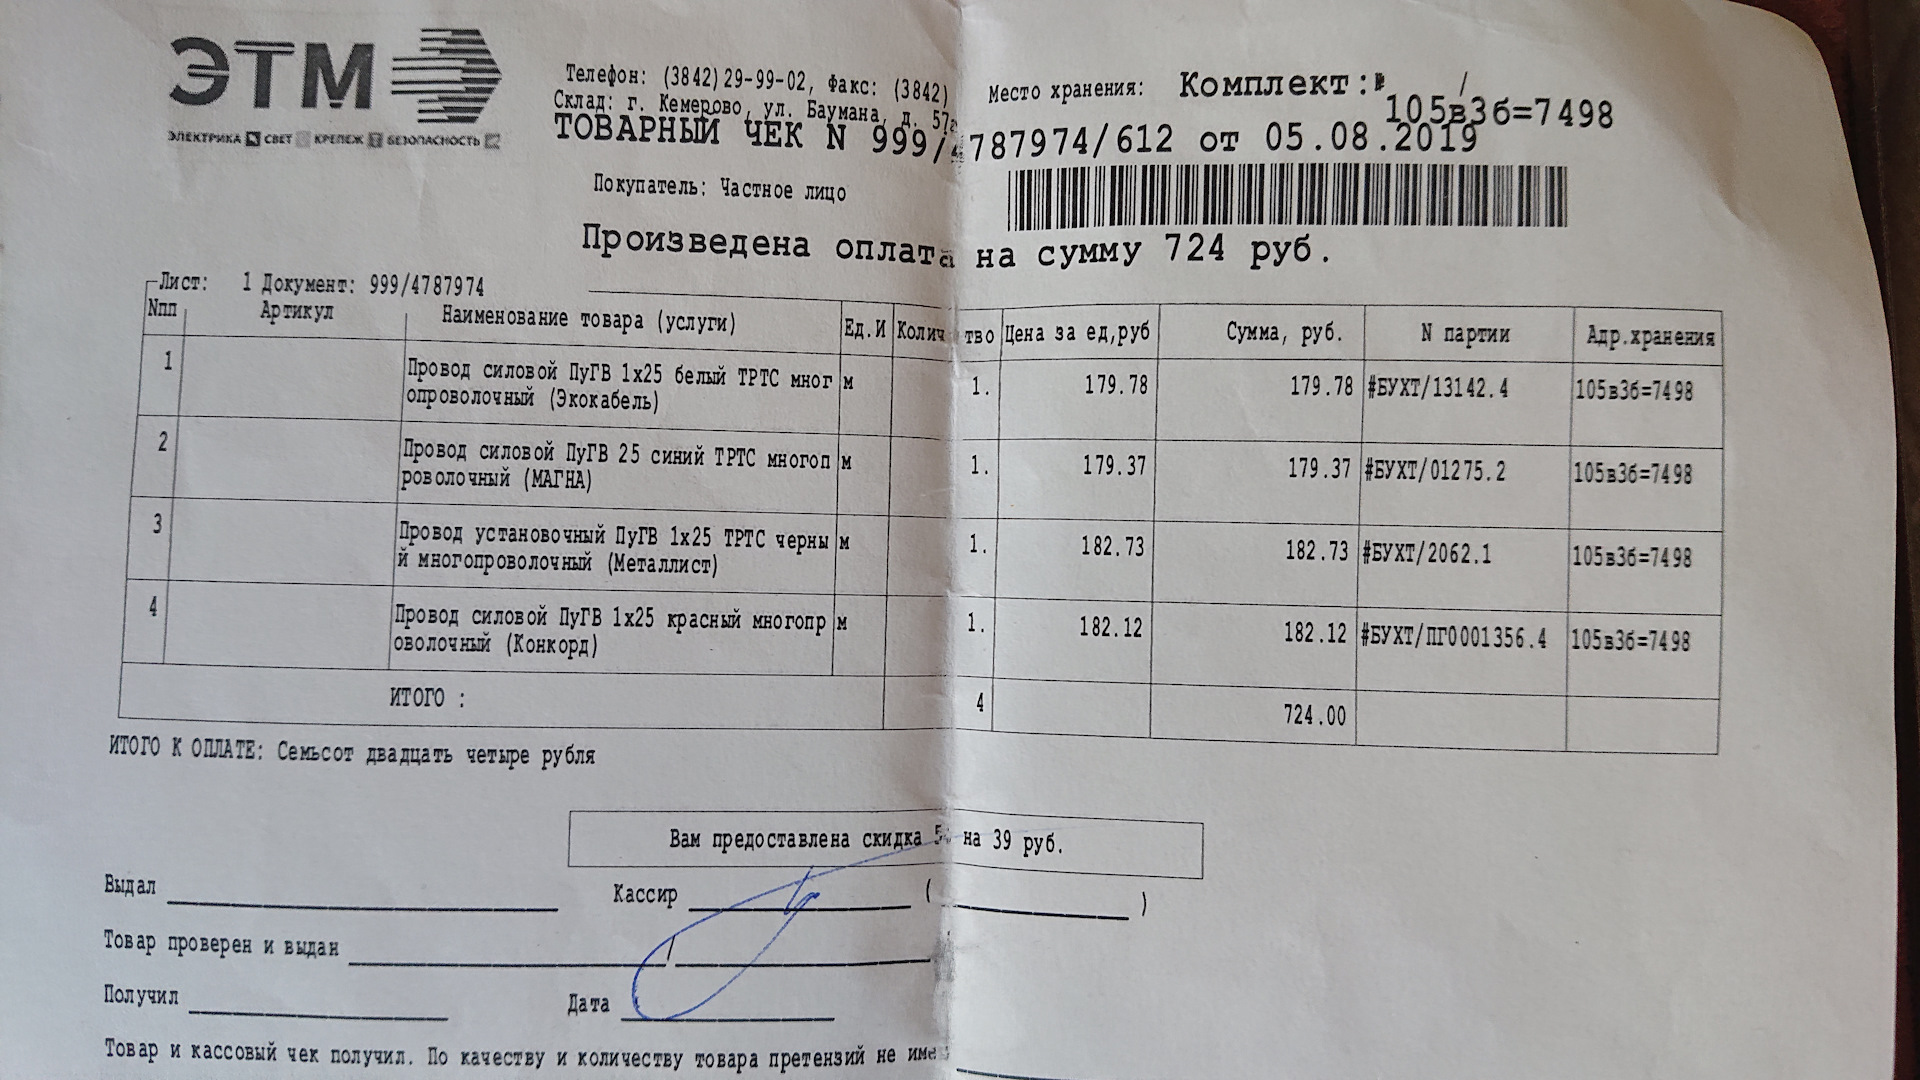 ЭТМ
ЭЛЕКТРИКА СВЕТ КРЕПЕЖ БЕЗОПАСНОСТЬ
Телефон: (3842)29-99-02, Факс: (3842)
Склад: г. Кемерово, ул. Баумана, д. 57а
Место хранения: Комплект:№ /
105в3б=7498
ТОВАРНЫЙ ЧЕК N 999/4787974/612 от 05.08.2019
Покупатель: Частное лицо
Произведена оплата на сумму 724 руб.
Лист: 1 Документ: 999/4787974
Nпп Артикул Наименование товара (услуги) Ед.И Колич тво Цена за ед,руб Сумма, руб. N партии Адр.хранения
1 Провод силовой ПуГВ 1х25 белый ТРТС мног м 1. 179.78 179.78 #БУХТ/13142.4 105в3б=7498
опроволочный (Экокабель)
2 Провод силовой ПуГВ 25 синий ТРТС многоп м 1. 179.37 179.37 #БУХТ/01275.2 105в3б=7498
роволочный (МАГНА)
3 Провод установочный ПуГВ 1х25 ТРТС черны м 1. 182.73 182.73 #БУХТ/2062.1 105в3б=7498
й многопроволочный (Металлист)
4 Провод силовой ПуГВ 1х25 красный многопр м 1. 182.12 182.12 #БУХТ/ПГ0001356.4 105в3б=7498
оволочный (Конкорд)
ИТОГО : 4 724.00
ИТОГО К ОПЛАТЕ: Семьсот двадцать четыре рубля
Вам предоставлена скидка на 39 руб.
Выдал Кассир ( )
Товар проверен и выдан /
Получил Дата
Товар и кассовый чек получил. По качеству и количеству товара претензий не име